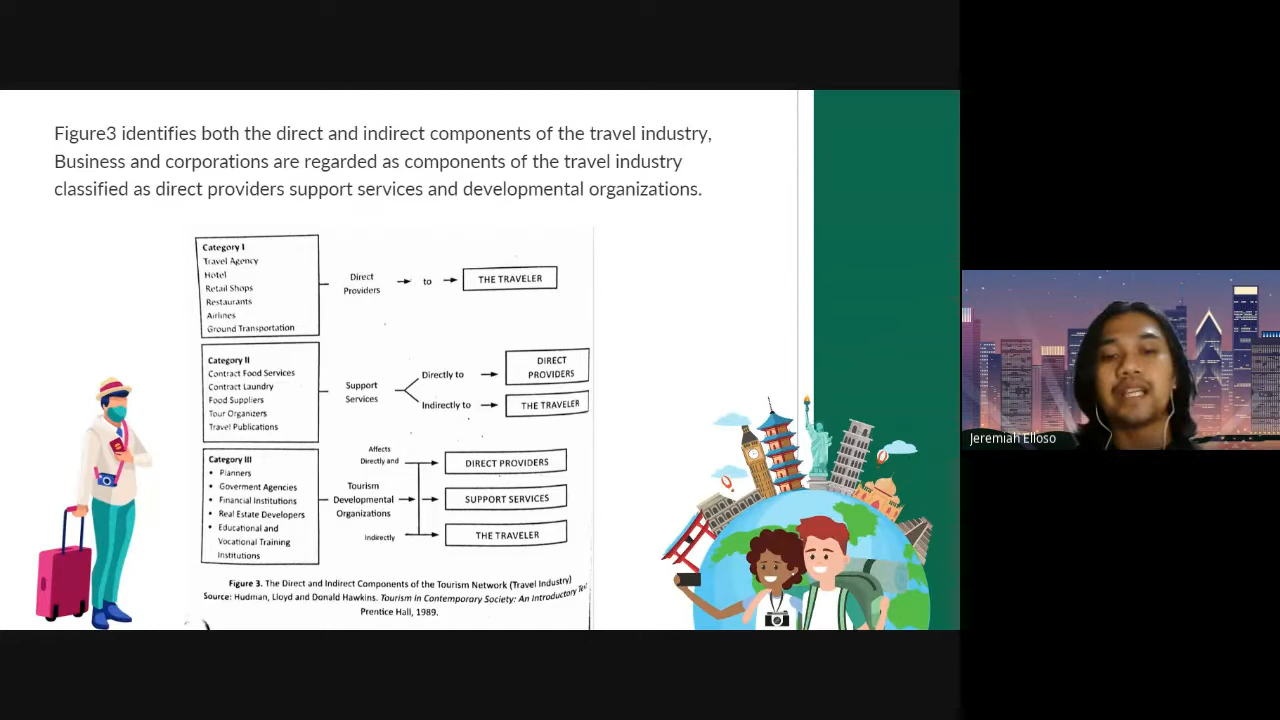 Figure3 identifies both the direct and indirect components of the travel industry,
Business and corporations are regarded as components of the travel industry
classified as direct providers support services and developmental organizations.
Category I
Travel Agency
Hotel
Retail Shops
Restaurants
Airlines
Ground Transportation
Direct
Providers
to
THE TRAVELER
Category II
Contract Food Services
Contract Laundry
Food Suppliers
Tour Organizers
Travel Publications
Support
Services
Directly to
Indirectly to
DIRECT
PROVIDERS
THE TRAVELER
Category III
• Planners
• Goverment Agencies
• Financial Institutions
• Real Estate Developers
• Educational and
Vocational Training
Institutions
Tourism
Developmental
Organizations
Affects
Directly and
Indirectly
DIRECT PROVIDERS
SUPPORT SERVICES
THE TRAVELER
Figure 3. The Direct and Indirect Components of the Tourism Network (Travel Industry)
Source: Hudman, Lloyd and Donald Hawkins. Tourism in Contemporary Society: An Introductory
Prentice Hall, 1989.
Jeremiah Elloso